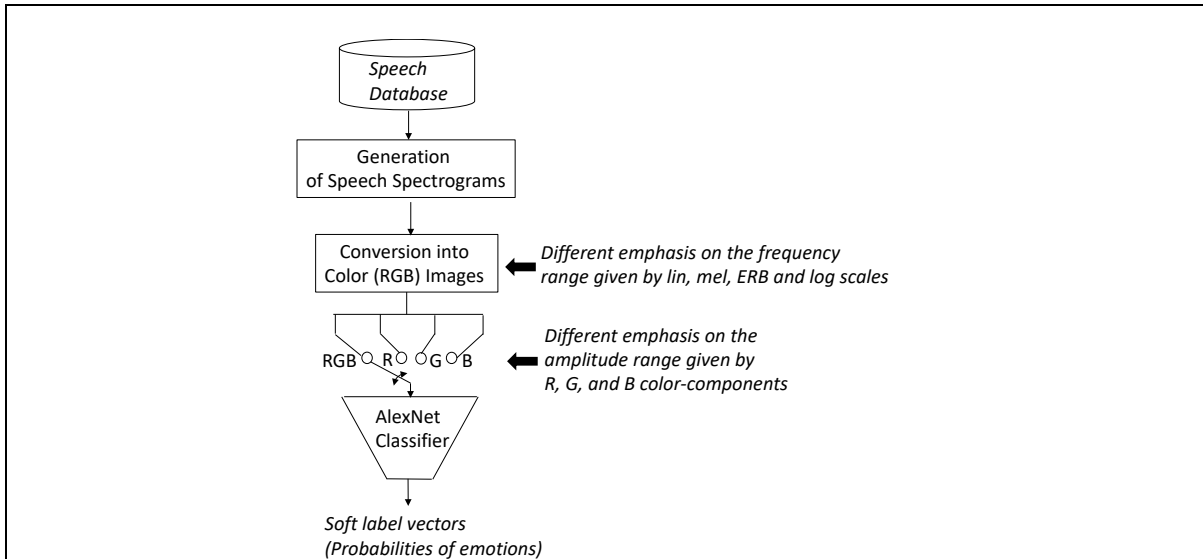 Speech
Database
Generation
of Speech Spectrograms
Conversion into
Color (RGB) Images
Different emphasis on the frequency
range given by lin, mel, ERB and log scales
RGB R G B
Different emphasis on the
amplitude range given by
R, G, and B color-components
AlexNet
Classifier
Soft label vectors
(Probabilities of emotions)